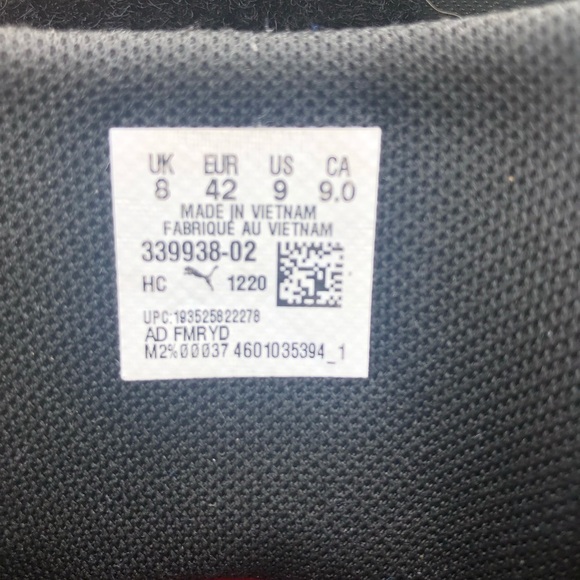 UK EUR US CA
8 42 9 9.0
MADE IN VIETNAM
FABRIQUÉ AU VIETNAM
339938-02
HC 1220
UPC:193525822278
AD FMRYD
M2%00037 4601035394_1